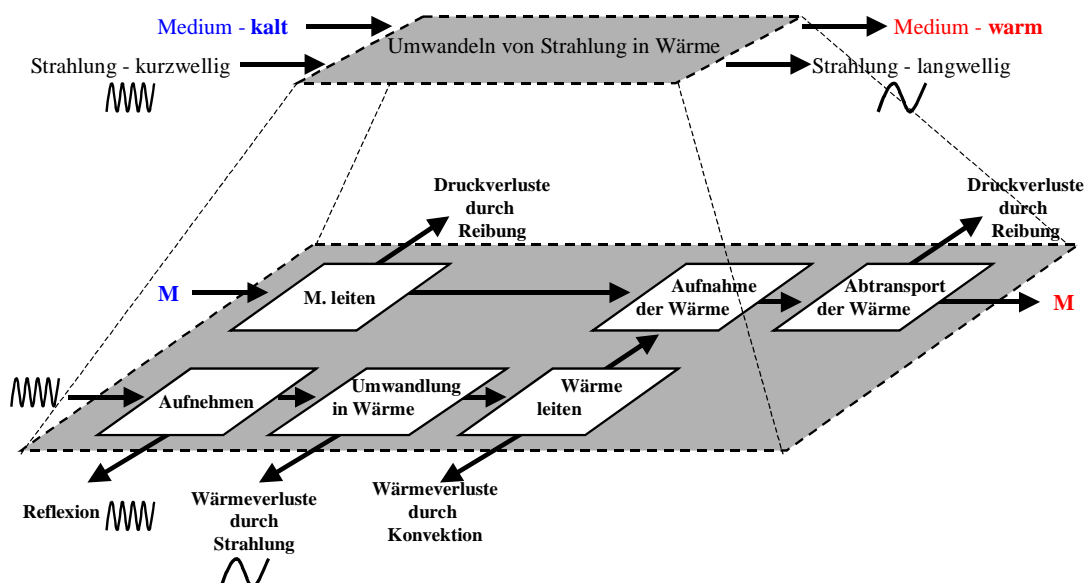 Medium - kalt
Umwandeln von Strahlung in Wärme
Medium - warm
Strahlung - kurzwellig
Strahlung - langwellig
Druckverluste
durch
Reibung
Druckverluste
durch
Reibung
M
M. leiten
Aufnahme
der Wärme
Abtransport
der Wärme
M
Aufnehmen
Umwandlung
in Wärme
Wärme
leiten
Reflexion
Wärmeverluste
durch
Strahlung
Wärmeverluste
durch
Konvektion